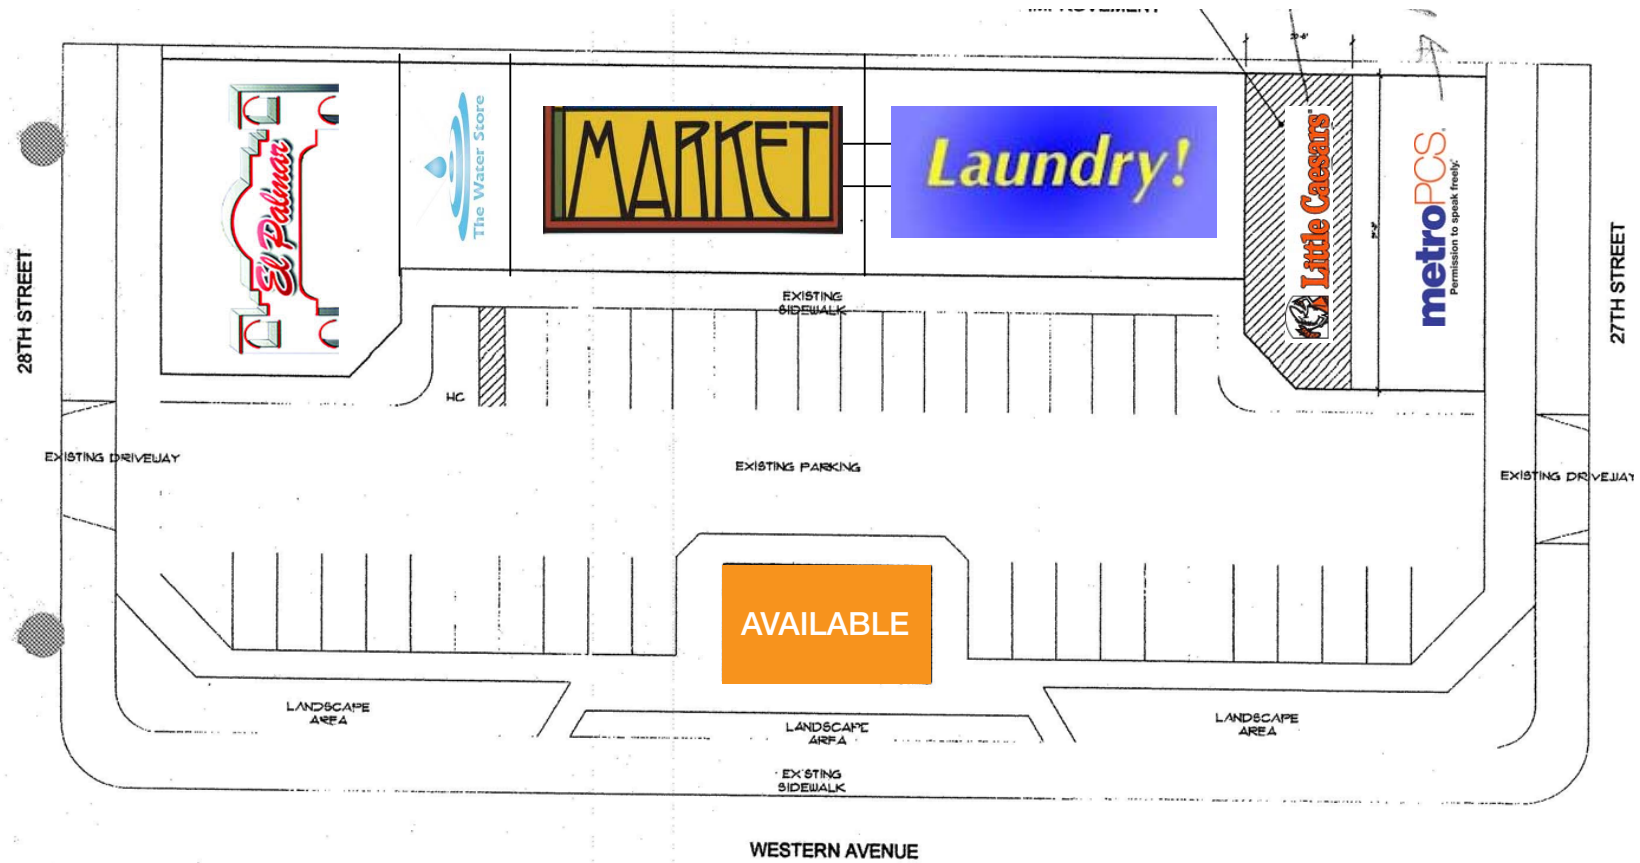 28TH STREET
El Palmar
The Water Store
MARKET
Laundry!
Little Caesars
metroPCS.
Permission to speak freely.
27TH STREET
EXISTING
SIDEWALK
HC
EXISTING DRIVEWAY
EXISTING PARKING
EXISTING DRIVEWAY
AVAILABLE
LANDSCAPE
AREA
LANDSCAPE
AREA
LANDSCAPE
AREA
EXISTING
SIDEWALK
WESTERN AVENUE